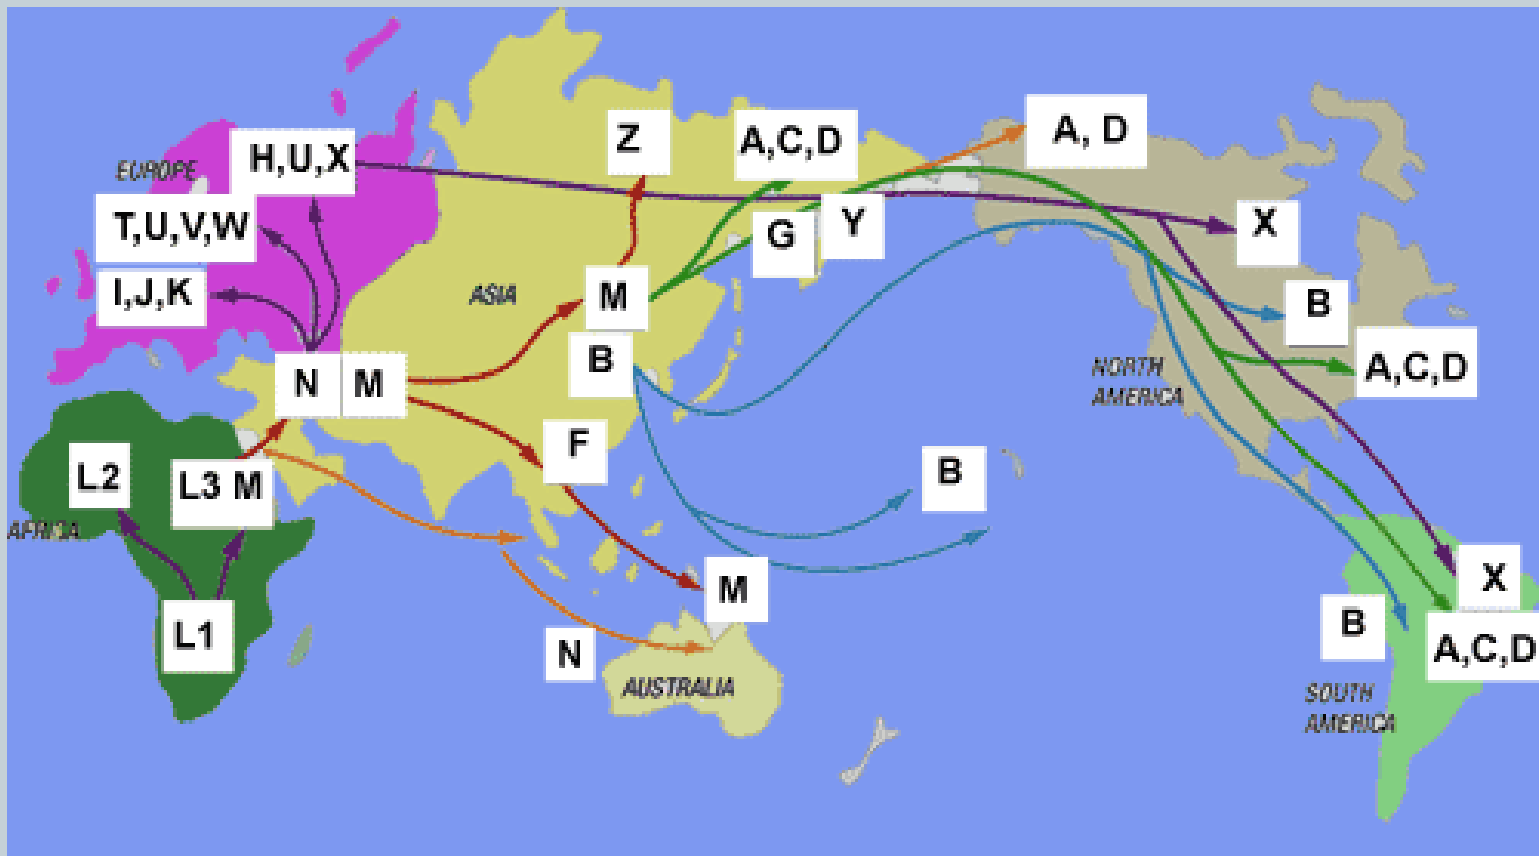 A, D
Z
A,C,D
H,U,X
EUROPE
T,U,V,W
G
Y
X
I,J,K
ASIA
M
B
B
A,C,D
NORTH
AMERICA
N
M
F
B
L2
L3 M
AFRICA
M
X
L1
B
A,C,D
N
AUSTRALIA
SOUTH
AMERICA